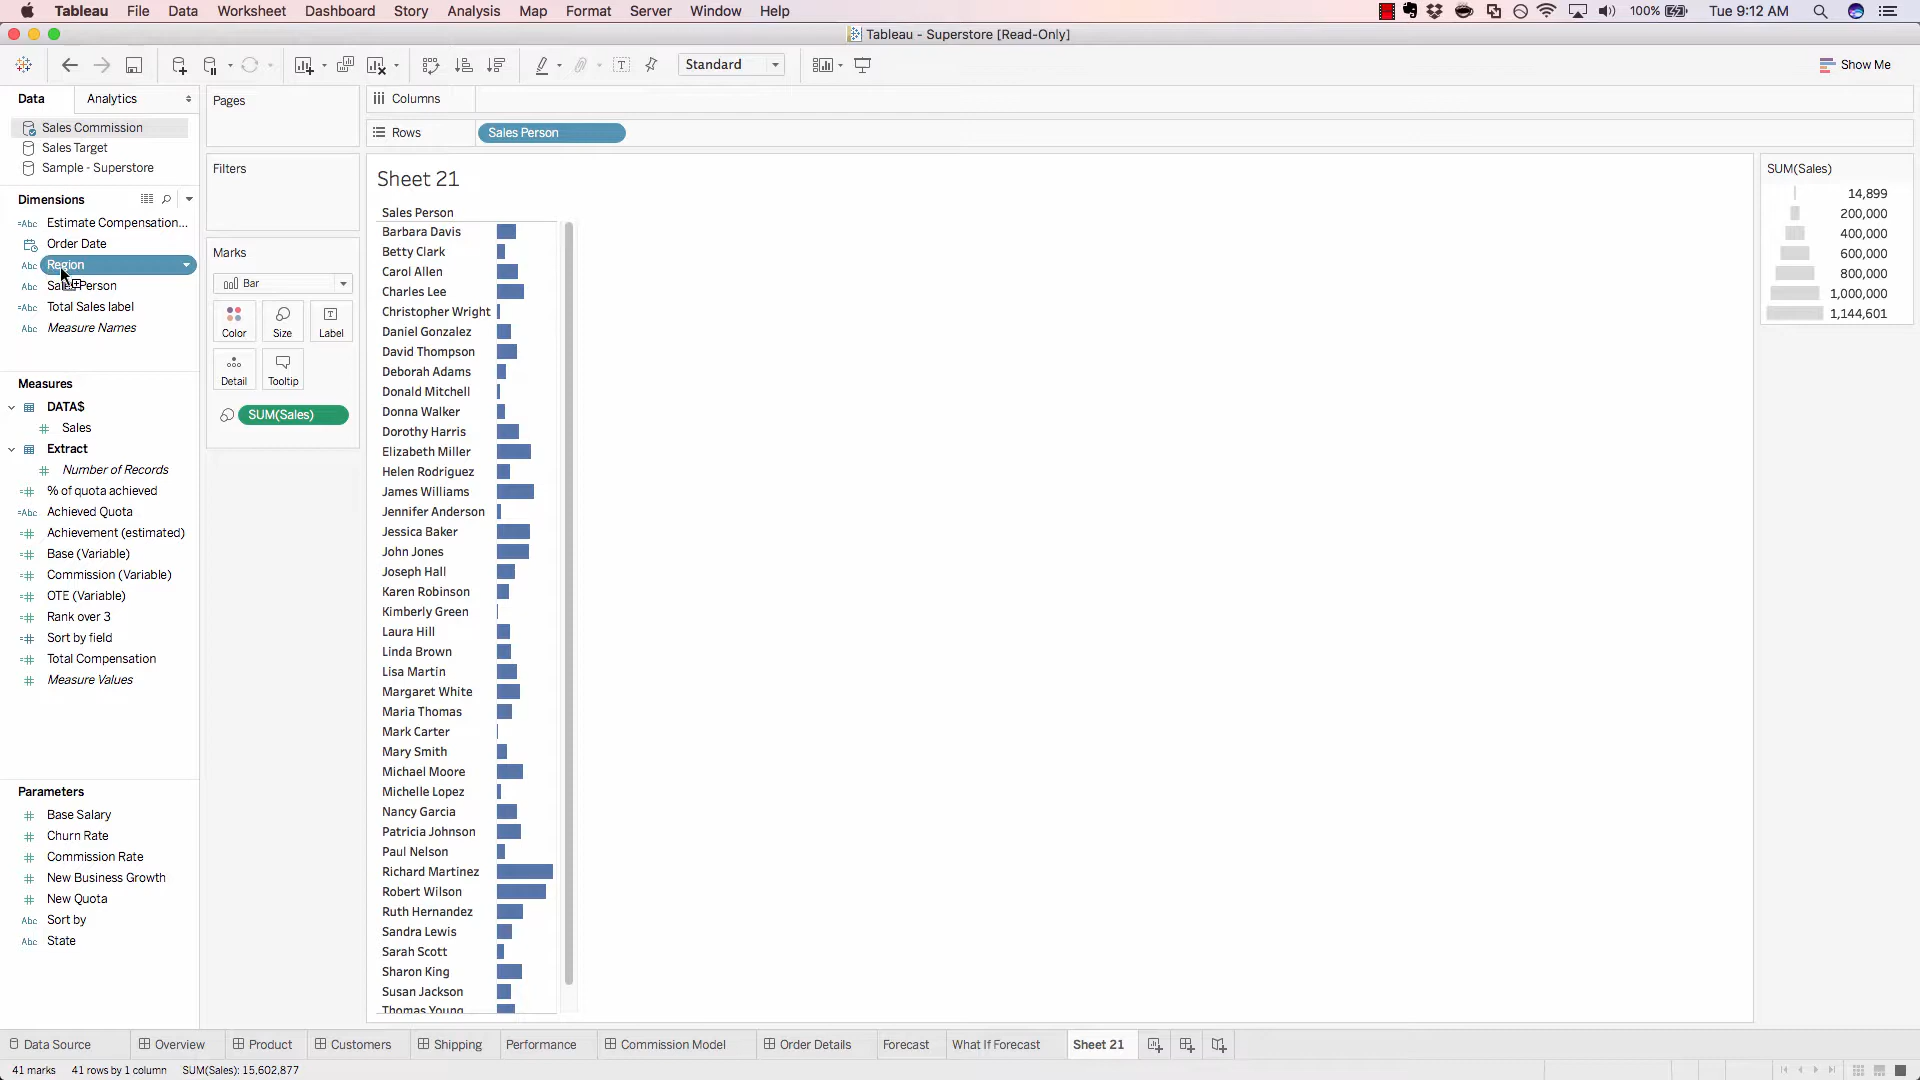 Tableau File Data Worksheet Dashboard Story Analysis Map Format Server Window Help
100% Tue 9:12 AM
Tableau - Superstore [Read-Only]
Standard
Show Me
Data Analytics
Sales Commission
Sales Target
Sample - Superstore
Dimensions
Abc Estimate Compensation...
Order Date
Abc Region
Abc Sales Person
Abc Total Sales label
Abc Measure Names
Measures
DATA$
Sales
Extract
Number of Records
% of quota achieved
Abc Achieved Quota
Achievement (estimated)
Base (Variable)
Commission (Variable)
OTE (Variable)
Rank over 3
Sort by field
Total Compensation
Measure Values
Parameters
Base Salary
Churn Rate
Commission Rate
New Business Growth
New Quota
Abc Sort by
Abc State
Pages
Filters
Marks
Bar
Color Size Label
Detail Tooltip
SUM(Sales)
Columns
Rows Sales Person
Sheet 21
Sales Person
Barbara Davis
Betty Clark
Carol Allen
Charles Lee
Christopher Wright
Daniel Gonzalez
David Thompson
Deborah Adams
Donald Mitchell
Donna Walker
Dorothy Harris
Elizabeth Miller
Helen Rodriguez
James Williams
Jennifer Anderson
Jessica Baker
John Jones
Joseph Hall
Karen Robinson
Kimberly Green
Laura Hill
Linda Brown
Lisa Martin
Margaret White
Maria Thomas
Mark Carter
Mary Smith
Michael Moore
Michelle Lopez
Nancy Garcia
Patricia Johnson
Paul Nelson
Richard Martinez
Robert Wilson
Ruth Hernandez
Sandra Lewis
Sarah Scott
Sharon King
Susan Jackson
Thomas Young
SUM(Sales)
14,899
200,000
400,000
600,000
800,000
1,000,000
1,144,601
Data Source Overview Product Customers Shipping Performance Commission Model Order Details Forecast What If Forecast Sheet 21
41 marks 41 rows by 1 column SUM(Sales): 15,602,877